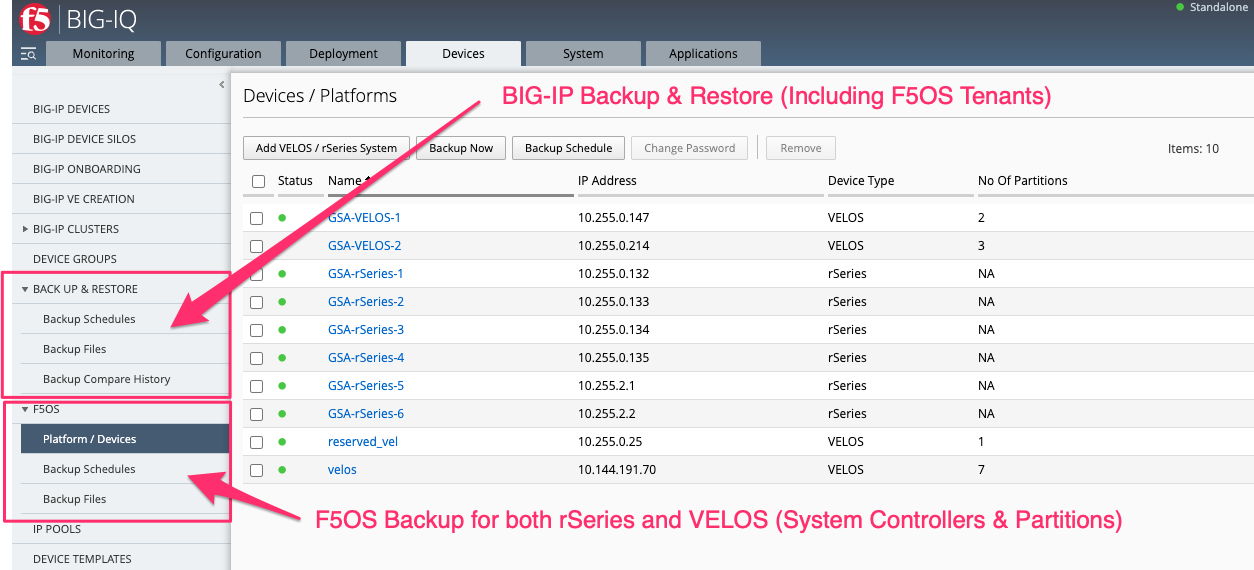 f5 BIG-IQ
Standalone
Monitoring Configuration Deployment Devices System Applications
BIG-IP DEVICES
BIG-IP DEVICE SILOS
BIG-IP ONBOARDING
BIG-IP VE CREATION
BIG-IP CLUSTERS
DEVICE GROUPS
BACK UP & RESTORE
Backup Schedules
Backup Files
Backup Compare History
F5OS
Platform / Devices
Backup Schedules
Backup Files
IP POOLS
DEVICE TEMPLATES
Devices / Platforms
BIG-IP Backup & Restore (Including F5OS Tenants)
Add VELOS / rSeries System Backup Now Backup Schedule Change Password Remove Items: 10
Status Name IP Address Device Type No Of Partitions
GSA-VELOS-1 10.255.0.147 VELOS 2
GSA-VELOS-2 10.255.0.214 VELOS 3
GSA-rSeries-1 10.255.0.132 rSeries NA
GSA-rSeries-2 10.255.0.133 rSeries NA
GSA-rSeries-3 10.255.0.134 rSeries NA
GSA-rSeries-4 10.255.0.135 rSeries NA
GSA-rSeries-5 10.255.2.1 rSeries NA
GSA-rSeries-6 10.255.2.2 rSeries NA
reserved_vel 10.255.0.25 VELOS 1
velos 10.144.191.70 VELOS 7
F5OS Backup for both rSeries and VELOS (System Controllers & Partitions)